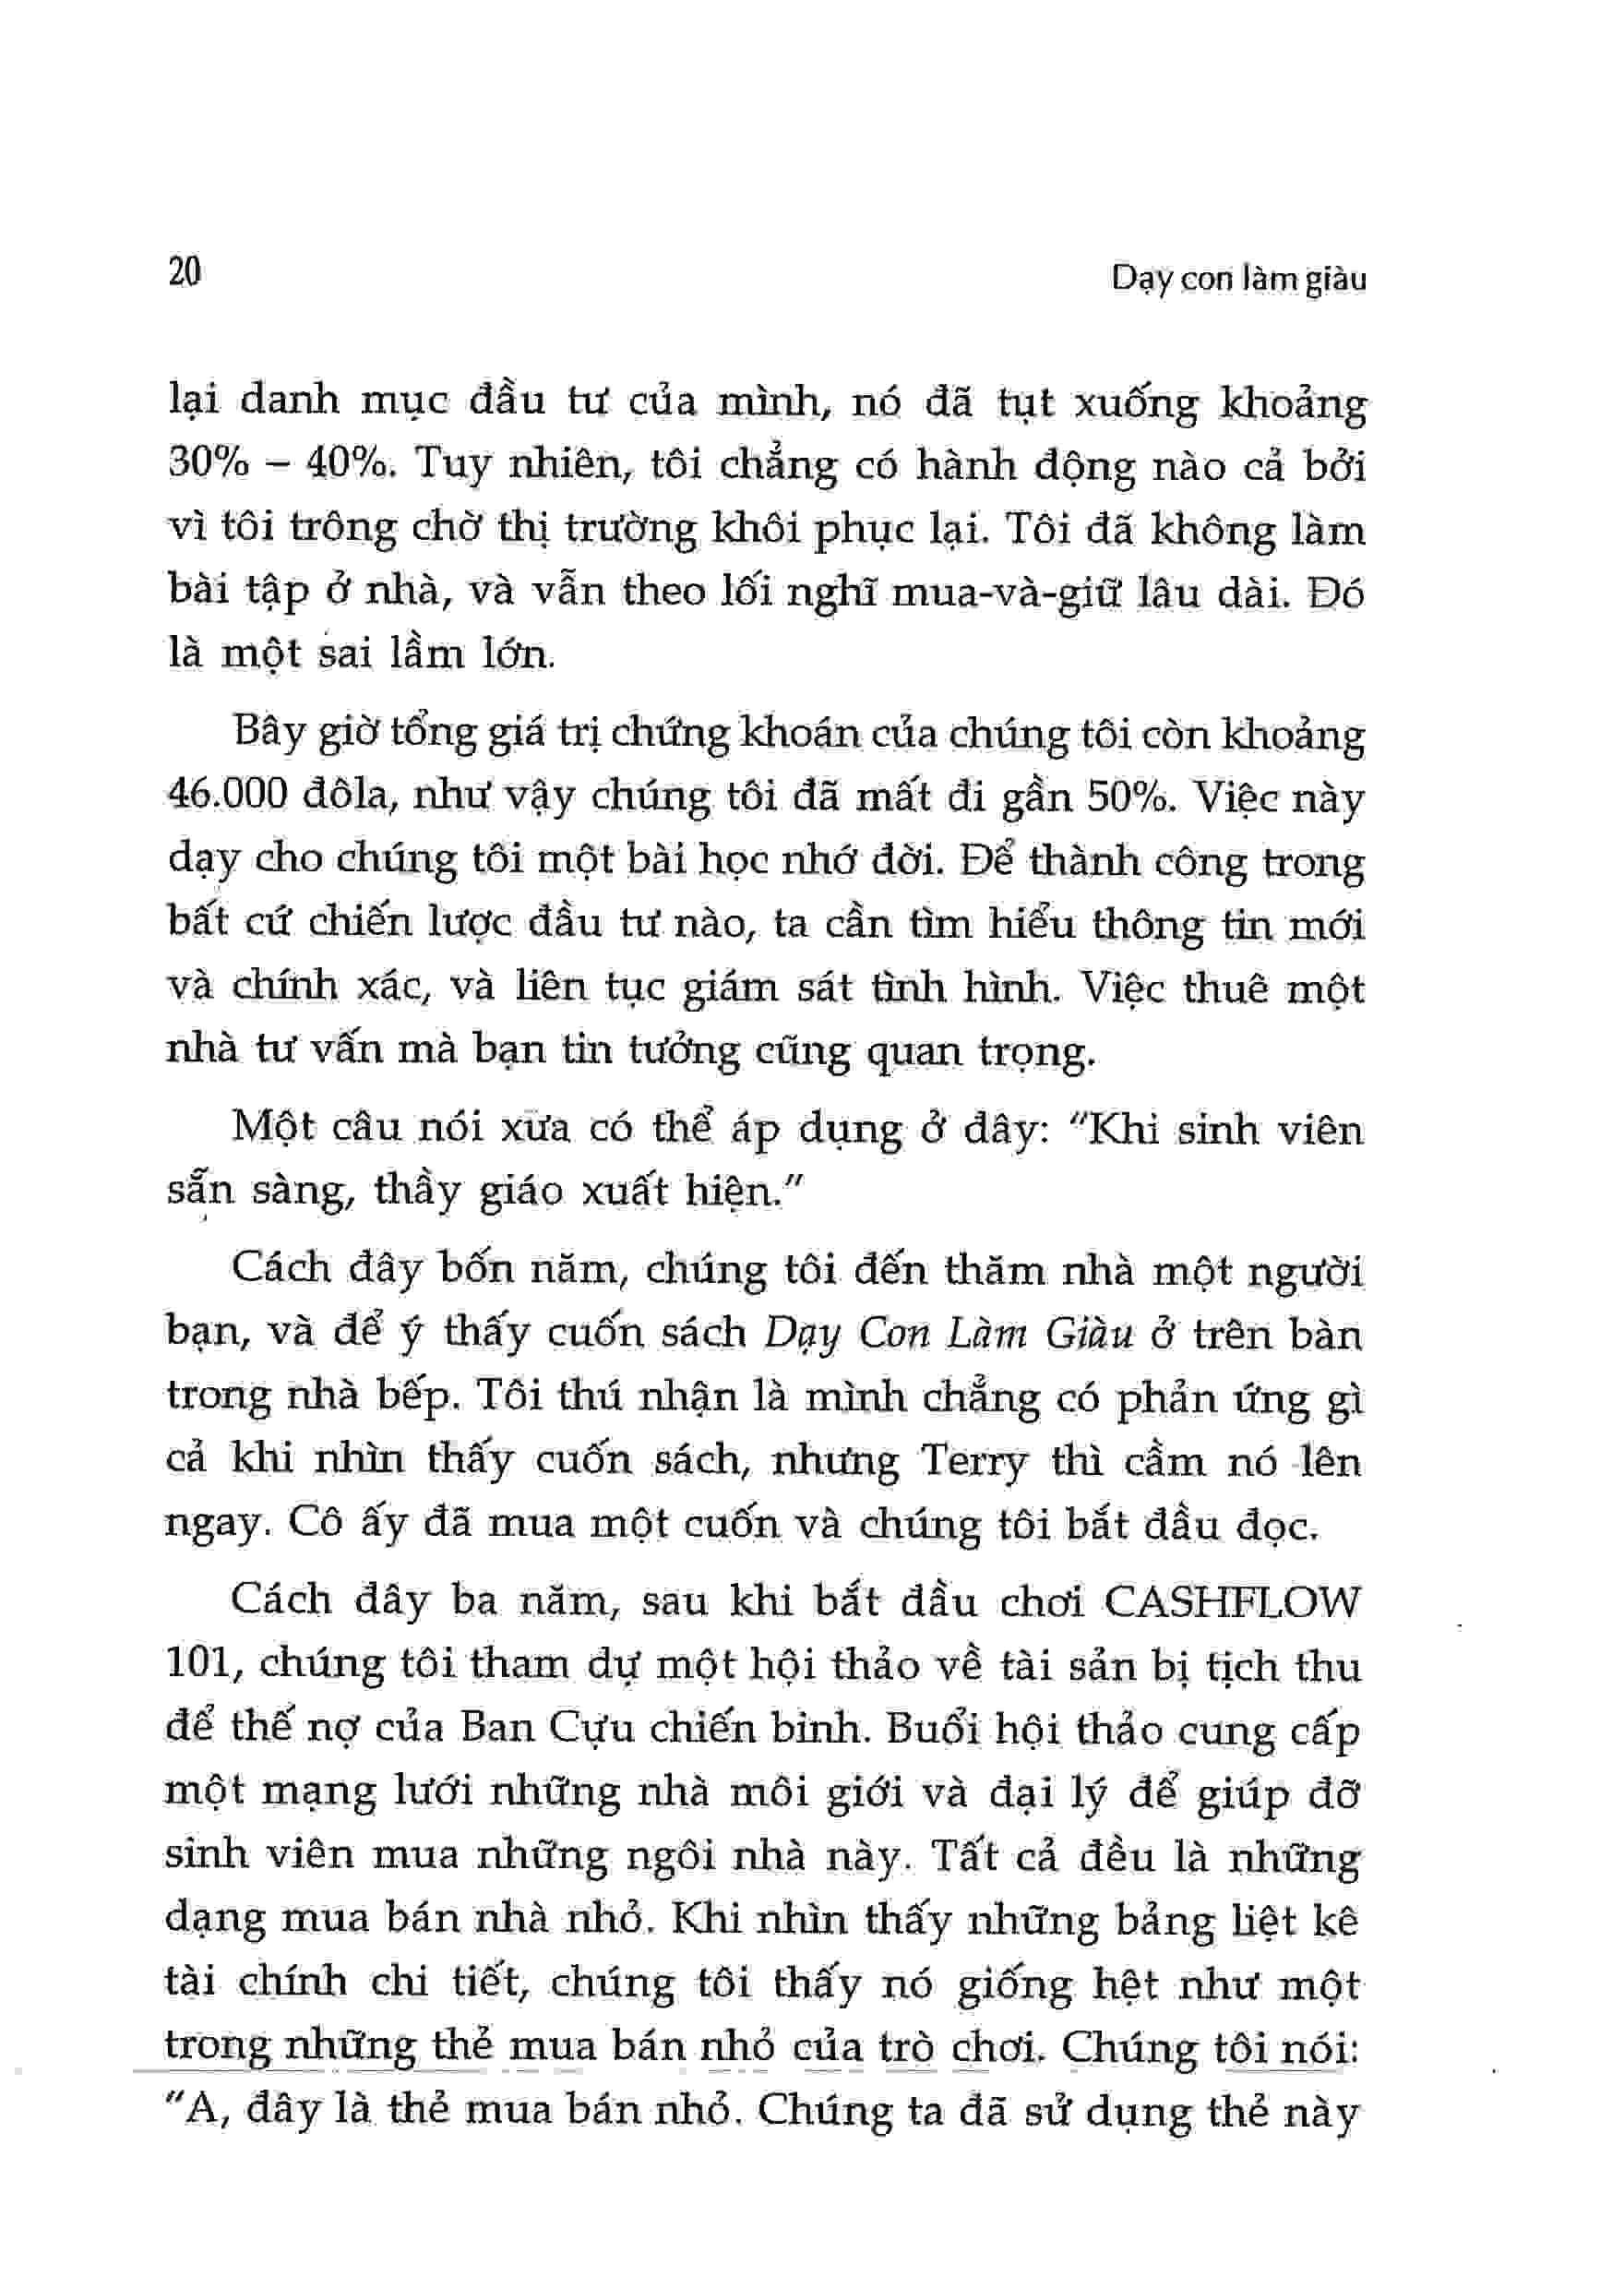 20
Dạy con làm giàu
lại danh mục đầu tư của mình, nó đã tụt xuống khoảng
30% – 40%. Tuy nhiên, tôi chẳng có hành động nào cả bởi
vì tôi trông chờ thị trường khôi phục lại. Tôi đã không làm
bài tập ở nhà, và vẫn theo lối nghĩ mua-và-giữ lâu dài. Đó
là một sai lầm lớn.
Bây giờ tổng giá trị chứng khoán của chúng tôi còn khoảng
46.000 đôla, như vậy chúng tôi đã mất đi gần 50%. Việc này
dạy cho chúng tôi một bài học nhớ đời. Để thành công trong
bất cứ chiến lược đầu tư nào, ta cần tìm hiểu thông tin mới
và chính xác, và liên tục giám sát tình hình. Việc thuê một
nhà tư vấn mà bạn tin tưởng cũng quan trọng.
Một câu nói xưa có thể áp dụng ở đây: "Khi sinh viên
sẵn sàng, thầy giáo xuất hiện."
Cách đây bốn năm, chúng tôi đến thăm nhà một người
bạn, và để ý thấy cuốn sách Dạy Con Làm Giàu ở trên bàn
trong nhà bếp. Tôi thú nhận là mình chẳng có phản ứng gì
cả khi nhìn thấy cuốn sách, nhưng Terry thì cầm nó lên
ngay. Cô ấy đã mua một cuốn và chúng tôi bắt đầu đọc.
Cách đây ba năm, sau khi bắt đầu chơi CASHFLOW
101, chúng tôi tham dự một hội thảo về tài sản bị tịch thu
để thế nợ của Ban Cựu chiến binh. Buổi hội thảo cung cấp
một mạng lưới những nhà môi giới và đại lý để giúp đỡ
sinh viên mua những ngôi nhà này. Tất cả đều là những
dạng mua bán nhà nhỏ. Khi nhìn thấy những bảng liệt kê
tài chính chi tiết, chúng tôi thấy nó giống hệt như một
trong những thẻ mua bán nhỏ của trò chơi. Chúng tôi nói:
"A, đây là thẻ mua bán nhỏ. Chúng ta đã sử dụng thẻ này